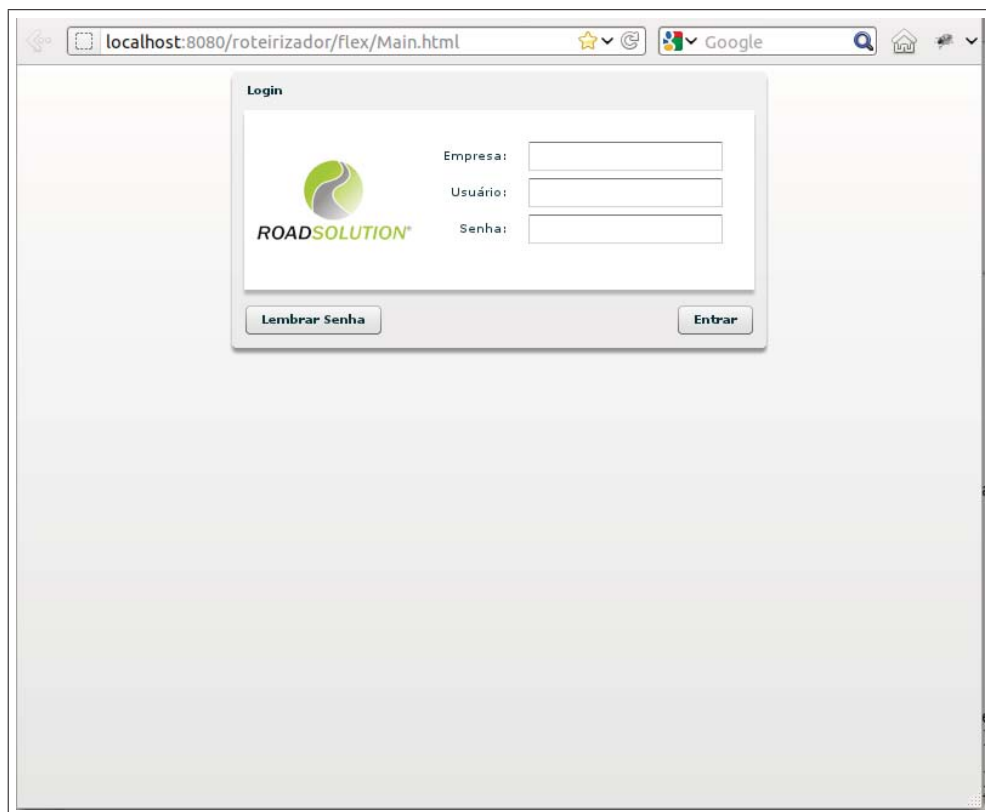 localhost:8080/roteirizador/flex/Main.html
Google
Login
Empresa:
Usuário:
Senha:
ROADSOLUTION®
Lembrar Senha
Entrar